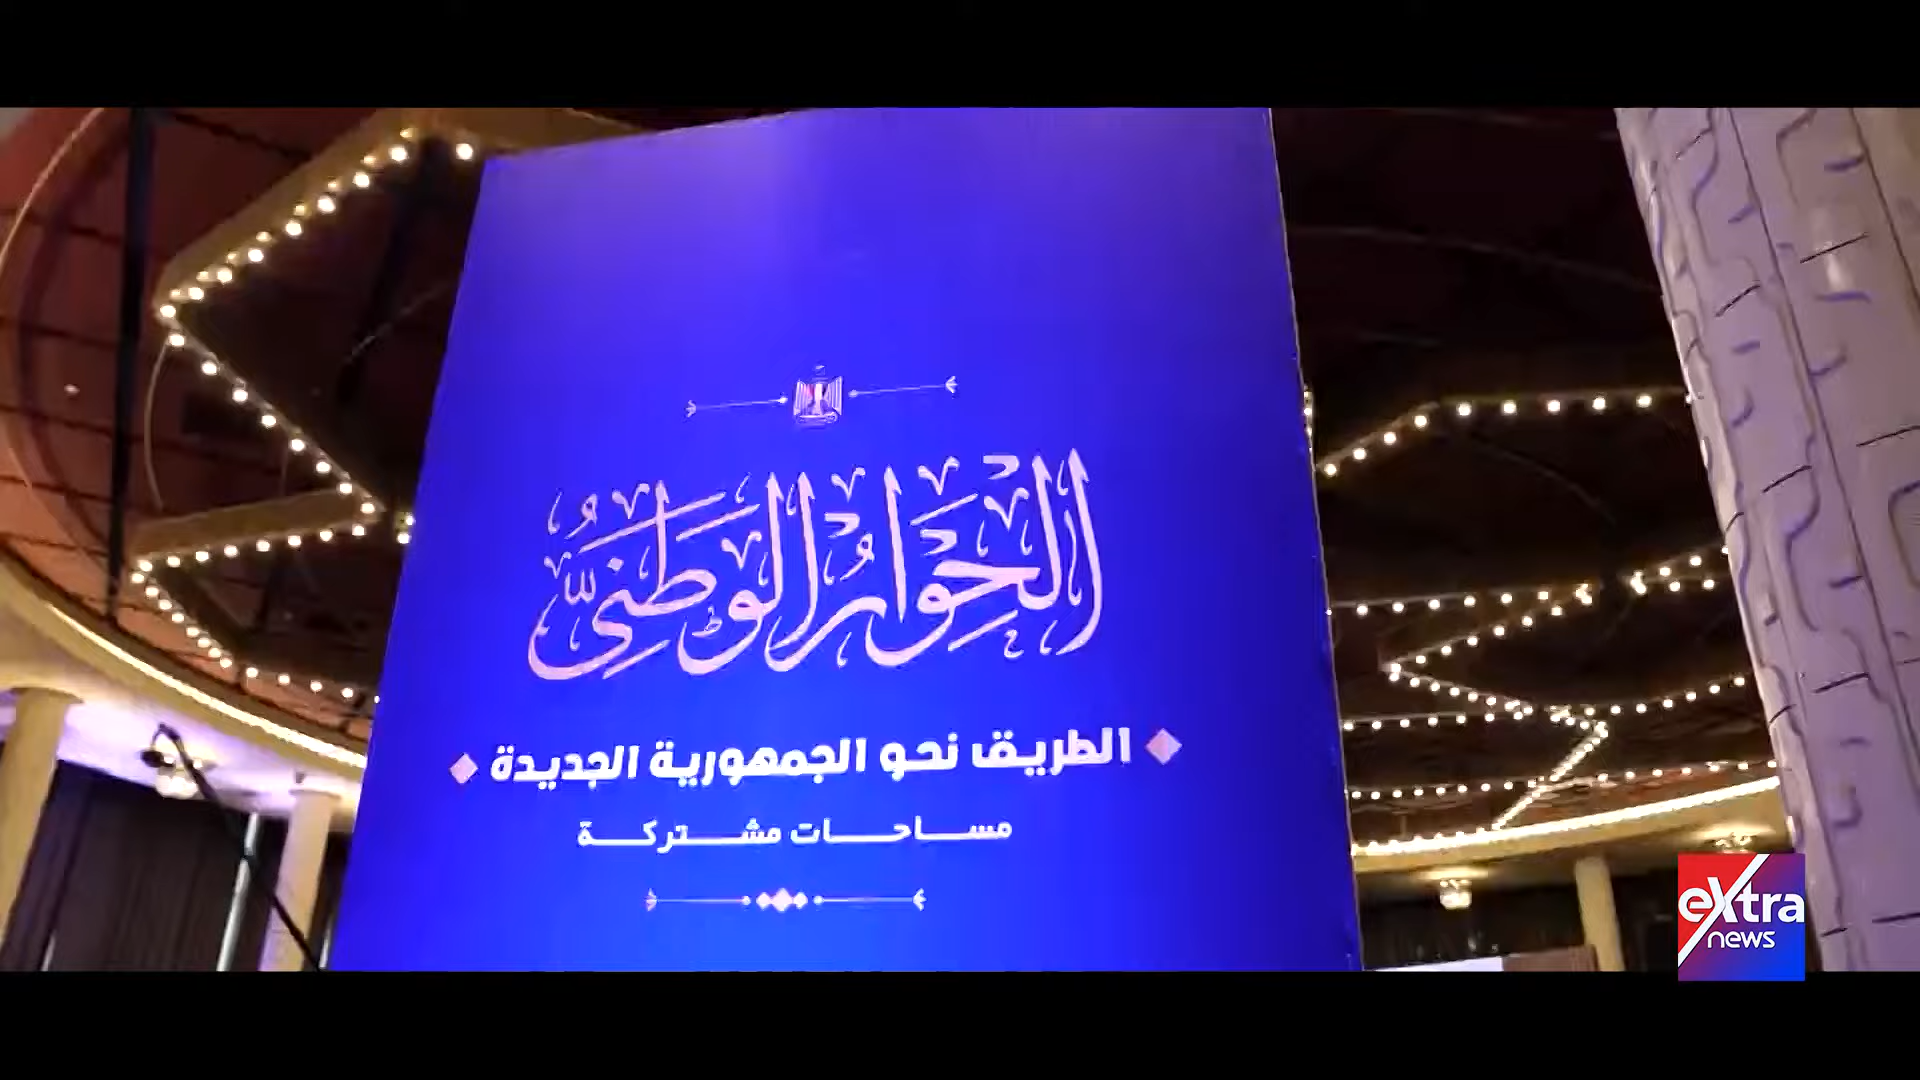 الحوار الوطني
الطريق نحو الجمهورية الجديدة
مساحات مشتركة
eXtra
news